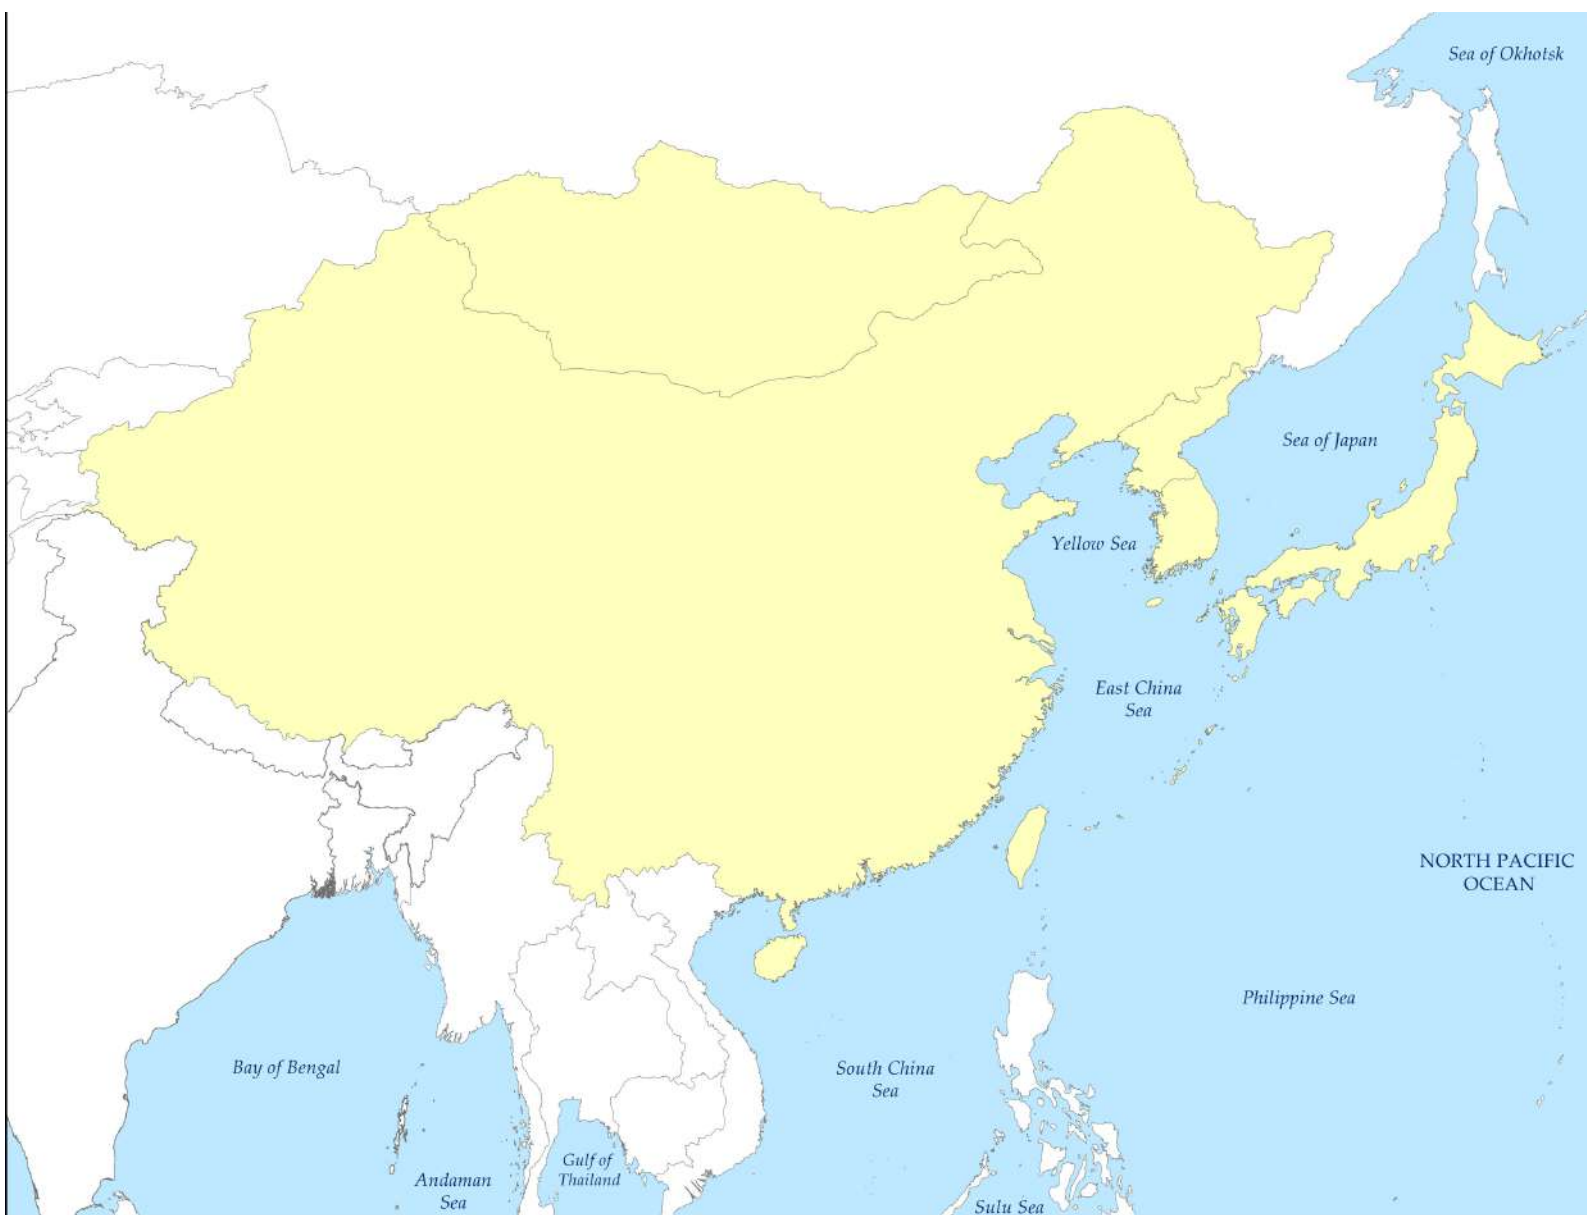 Sea of Okhotsk
Sea of Japan
Yellow Sea
East China
Sea
NORTH PACIFIC
OCEAN
Philippine Sea
Bay of Bengal
South China
Sea
Gulf of
Thailand
Andaman
Sea
Sulu Sea